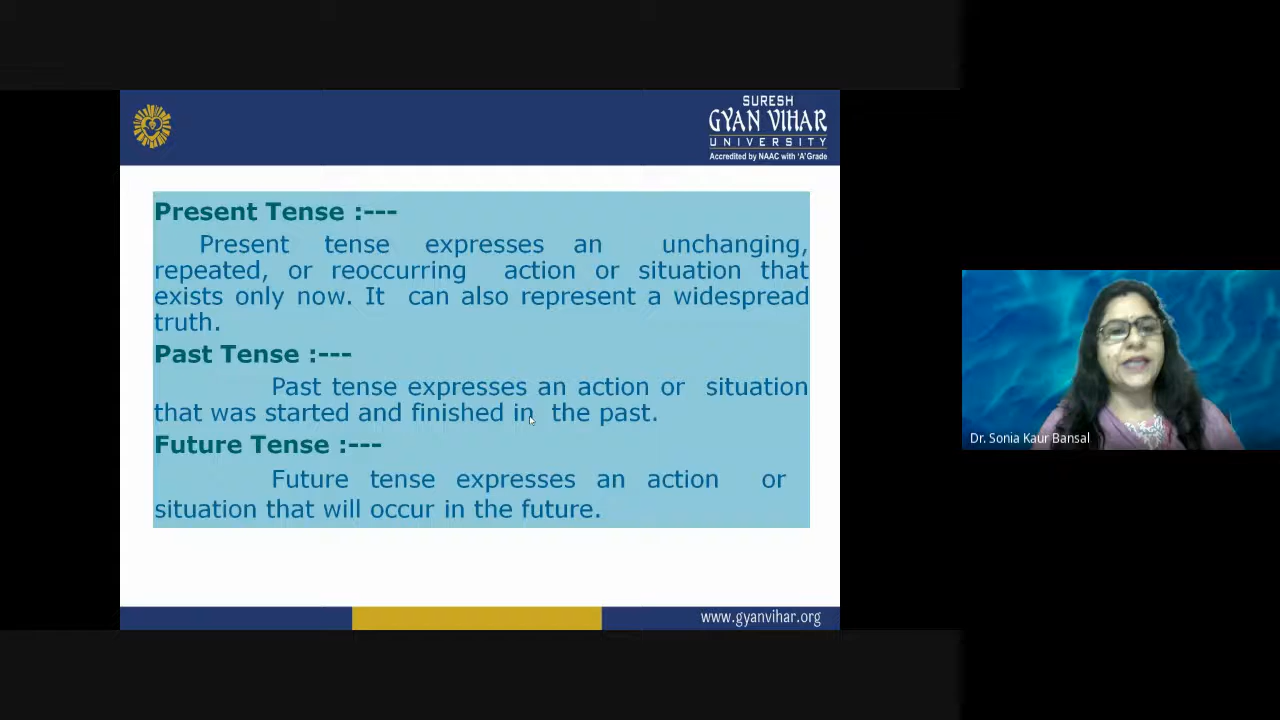 SURESH
GYAN VIHAR
UNIVERSITY
Accredited by NAAC with 'A' Grade
Present Tense :---
Present tense expresses an unchanging,
repeated, or reoccurring action or situation that
exists only now. It can also represent a widespread
truth.
Past Tense :---
Past tense expresses an action or situation
that was started and finished in the past.
Future Tense :---
Future tense expresses an action or
situation that will occur in the future.
www.gyanvihar.org
Dr. Sonia Kaur Bansal